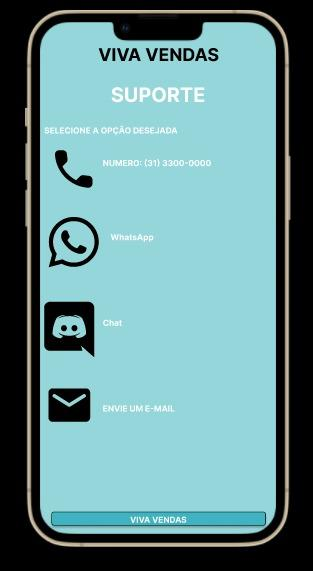 VIVA VENDAS
SUPORTE
SELECIONE A OPÇÃO DESEJADA
NUMERO: (31) 3300-0000
WhatsApp
Chat
ENVIE UM E-MAIL
VIVA VENDAS